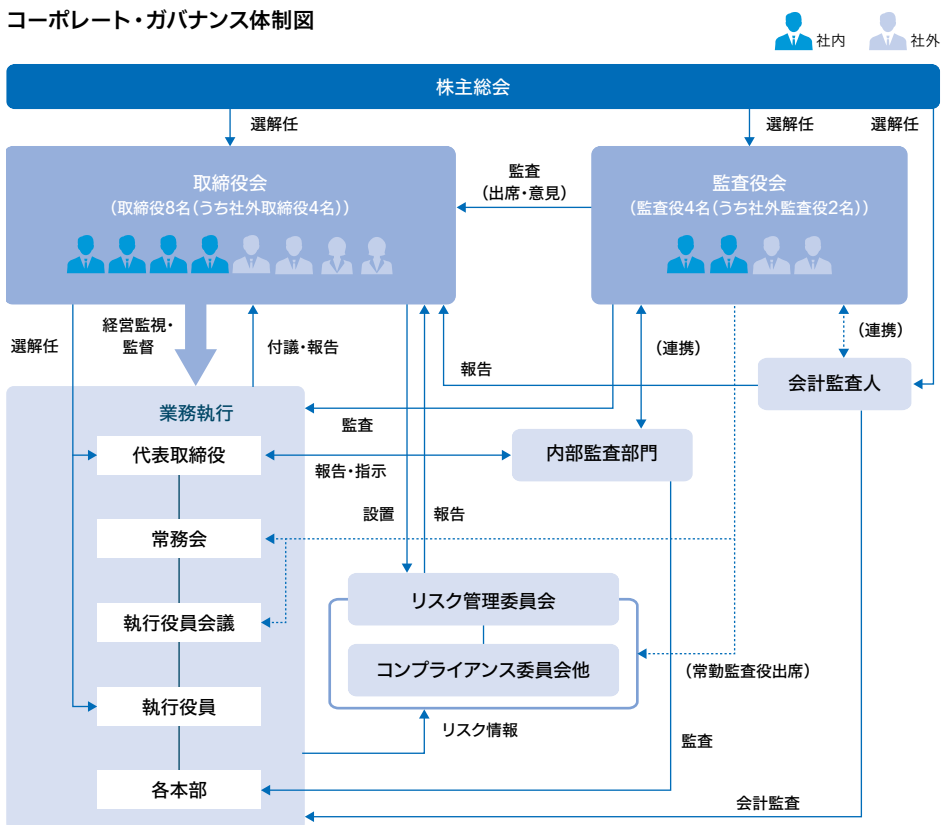 コーポレート・ガバナンス体制図
社内
社外
株主総会
選解任
選解任
選解任
取締役会
（取締役8名（うち社外取締役4名））
監査
（出席・意見）
監査役会
（監査役4名（うち社外監査役2名））
選解任
経営監視・
監督
付議・報告
報告
（連携）
（連携）
会計監査人
業務執行
監査
代表取締役
報告・指示
内部監査部門
設置
報告
常務会
リスク管理委員会
執行役員会議
コンプライアンス委員会他
（常勤監査役出席）
執行役員
リスク情報
監査
各本部
会計監査